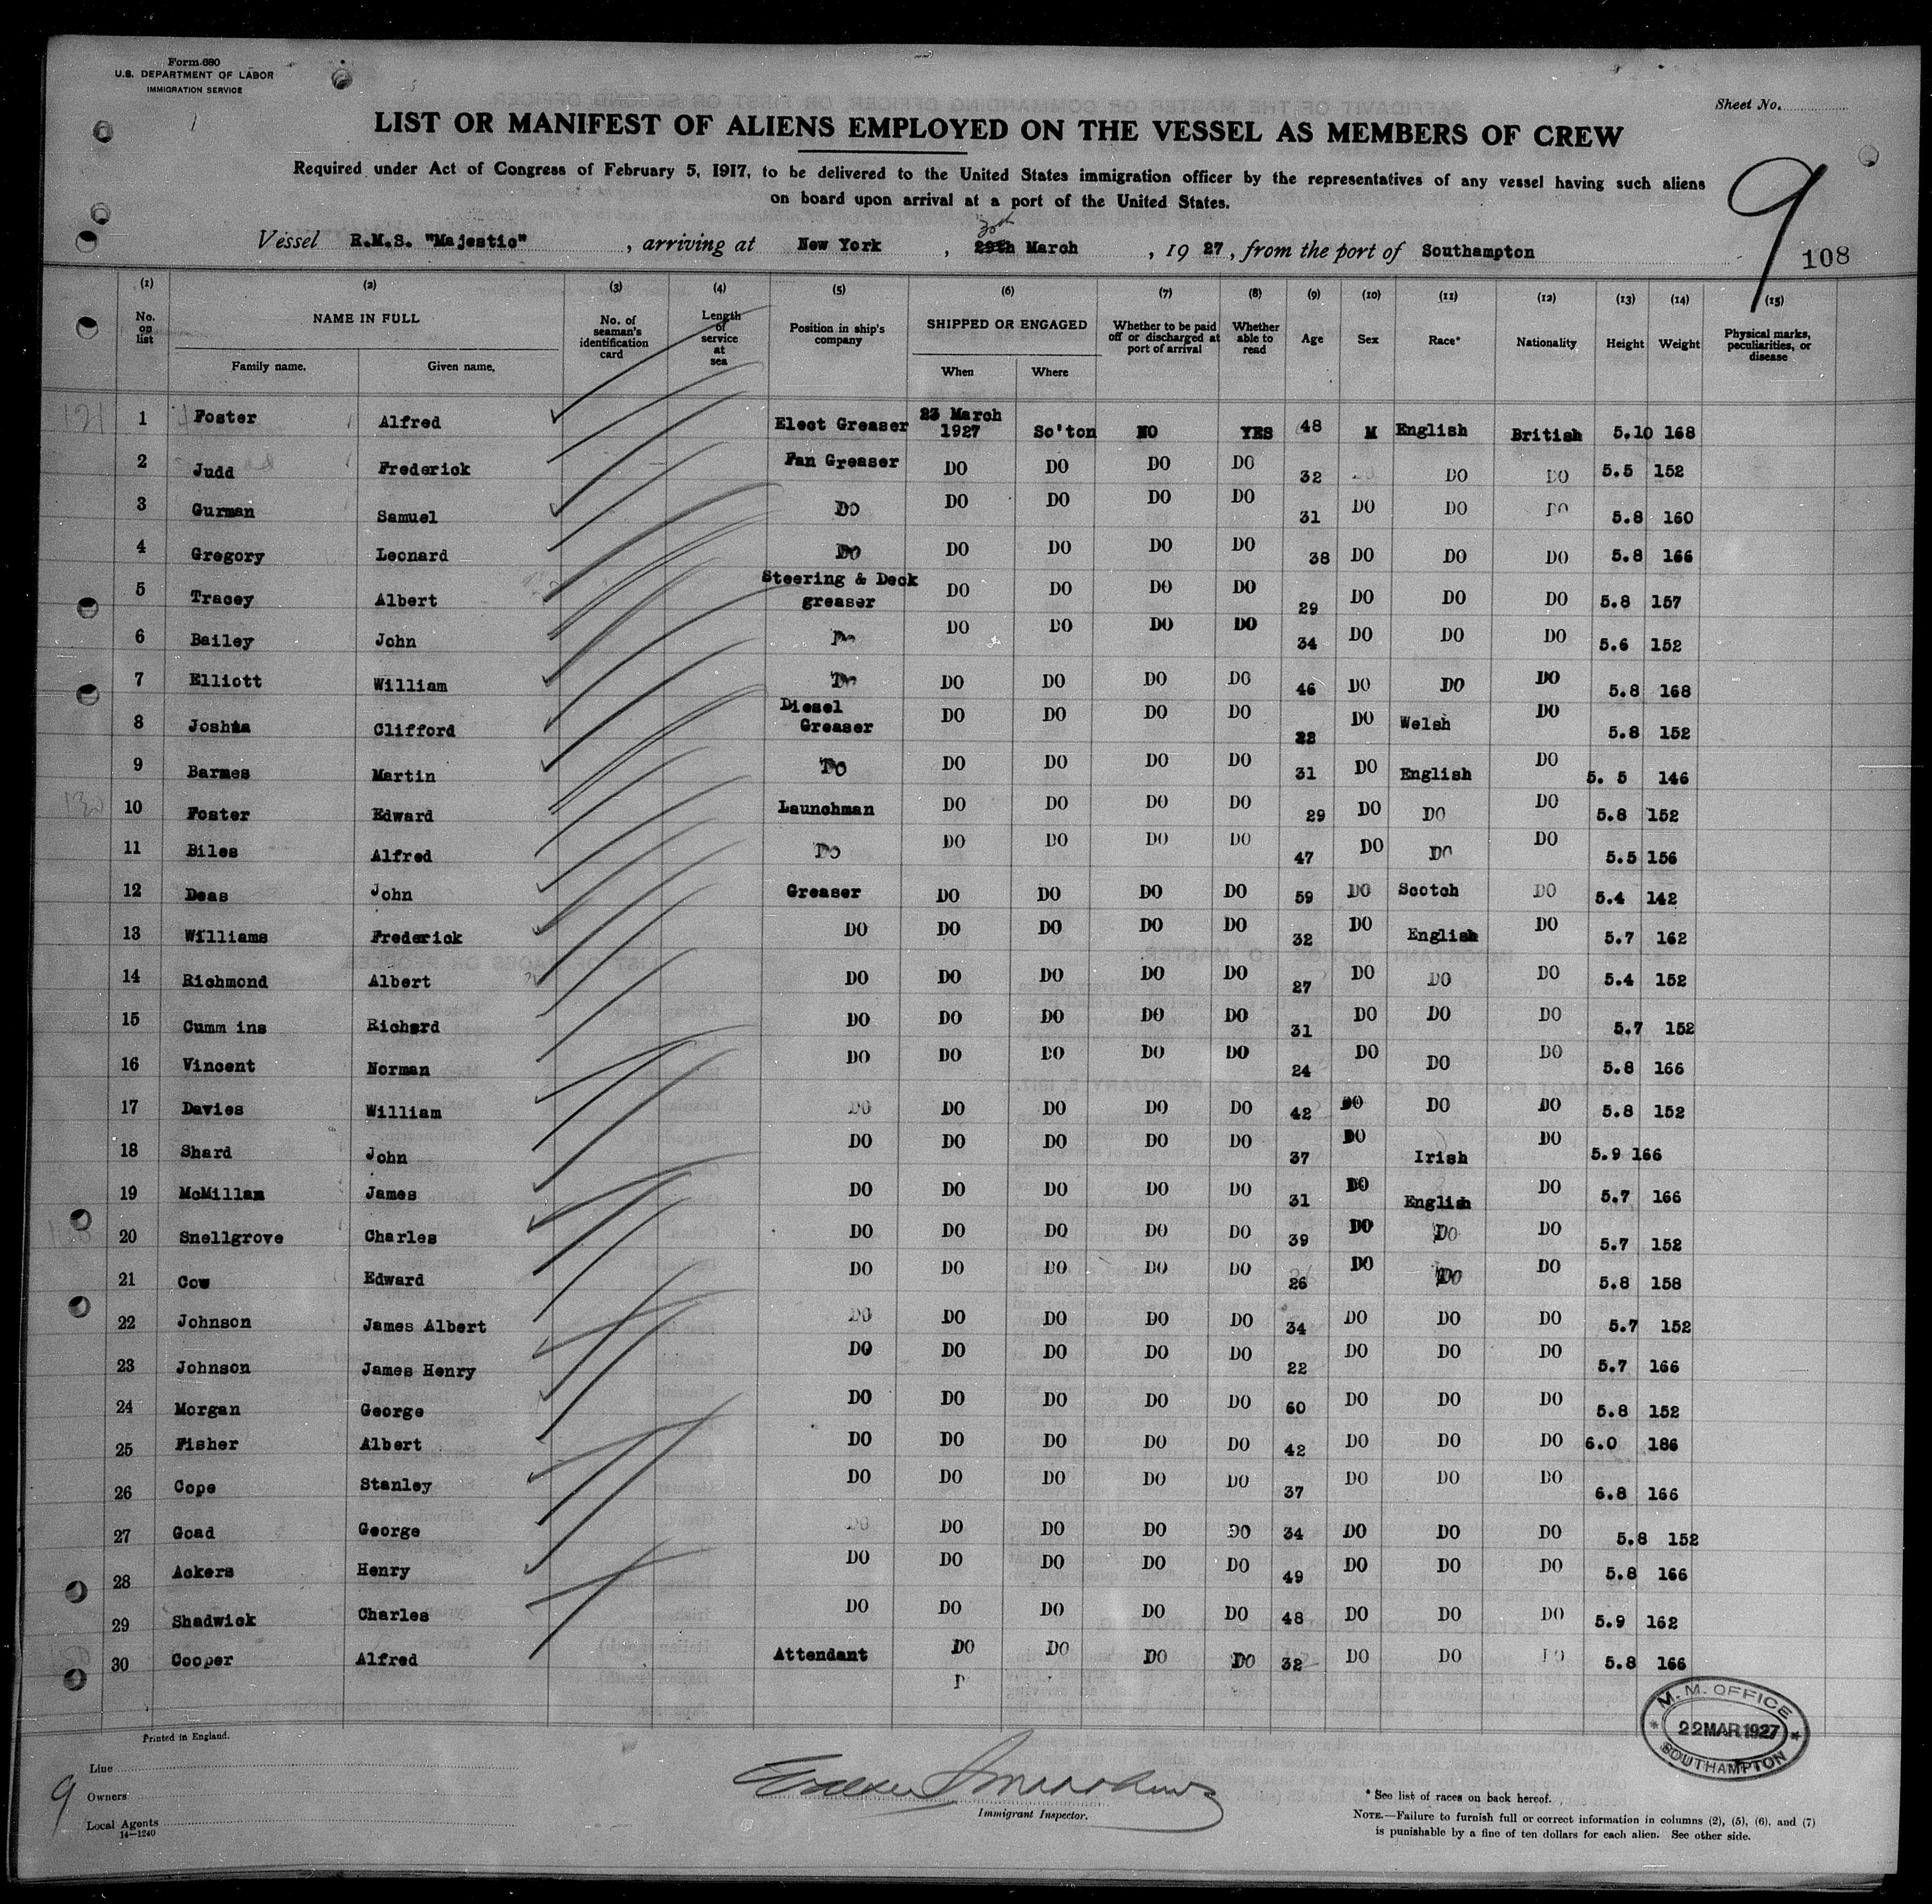 Form 680
U.S. DEPARTMENT OF LABOR
IMMIGRATION SERVICE
Sheet No.
LIST OR MANIFEST OF ALIENS EMPLOYED ON THE VESSEL AS MEMBERS OF CREW
Required under Act of Congress of February 5, 1917, to be delivered to the United States immigration officer by the representatives of any vessel having such aliens
on board upon arrival at a port of the United States.
9
30th
Vessel R.M.S. "Majestic", arriving at New York, 29th March, 1927, from the port of Southampton
108
(1) (2) (3) (4) (5) (6) (7) (8) (9) (10) (11) (12) (13) (14) (15)
No. on list NAME IN FULL Family name. Given name. No. of seaman's identification card Length of service at sea Position in ship's company SHIPPED OR ENGAGED When Where Whether to be paid off or discharged at port of arrival Whether able to read Age Sex Race* Nationality Height Weight Physical marks, peculiarities, or disease
1 Foster Alfred Elect Greaser 23 March 1927 So'ton NO YES 48 M English British 5.10 168
2 Judd Frederick Fan Greaser DO DO DO DO 32 DO DO 5.5 152
3 Gurman Samuel DO DO DO DO DO 31 DO DO DO 5.8 160
4 Gregory Leonard DO DO DO DO DO 38 DO DO DO 5.8 166
5 Tracey Albert Steering & Deck greaser DO DO DO DO 29 DO DO DO 5.8 157
6 Bailey John Do DO DO DO DO 34 DO DO DO 5.6 152
7 Elliott William Do DO DO DO DO 46 DO DO DO 5.8 168
8 Joshua Clifford Diesel Greaser DO DO DO DO 22 DO Welsh DO 5.8 152
9 Barnes Martin DO DO DO DO DO 31 DO English DO 5. 5 146
10 Foster Edward Launchman DO DO DO DO 29 DO DO DO 5.8 152
11 Biles Alfred DO DO DO DO DO 47 DO DO DO 5.5 156
12 Deas John Greaser DO DO DO DO 59 DO Scotch DO 5.4 142
13 Williams Frederick DO DO DO DO DO 32 DO English DO 5.7 162
14 Richmond Albert DO DO DO DO DO 27 DO DO DO 5.4 152
15 Cumm ins Richard DO DO DO DO DO 31 DO DO DO 5.7 152
16 Vincent Norman DO DO DO DO DO 24 DO DO DO 5.8 166
17 Davies William DO DO DO DO DO 42 DO DO DO 5.8 152
18 Shard John DO DO DO DO DO 37 DO Irish DO 5.9 166
19 McMillan James DO DO DO DO DO 31 DO English DO 5.7 166
20 Snellgrove Charles DO DO DO DO DO 39 DO DO DO 5.7 152
21 Cow Edward DO DO DO DO DO 26 DO DO DO 5.8 158
22 Johnson James Albert DO DO DO DO DO 34 DO DO DO 5.7 152
23 Johnson James Henry DO DO DO DO DO 22 DO DO DO 5.7 166
24 Morgan George DO DO DO DO DO 60 DO DO DO 5.8 152
25 Fisher Albert DO DO DO DO DO 42 DO DO DO 6.0 186
26 Cope Stanley DO DO DO DO DO 37 DO DO DO 6.8 166
27 Goad George DO DO DO DO DO 34 DO DO DO 5.8 152
28 Ackers Henry DO DO DO DO DO 49 DO DO DO 5.8 166
29 Shadwick Charles DO DO DO DO DO 48 DO DO DO 5.9 162
30 Cooper Alfred Attendant DO DO DO DO 32 DO DO DO 5.8 166
M.M. OFFICE
22 MAR 1927
SOUTHAMPTON
Printed in England.
Line
9
Owners
Local Agents
14—1240
Immigrant Inspector.
* See list of races on back hereof.
NOTE.—Failure to furnish full or correct information in columns (2), (5), (6), and (7)
is punishable by a fine of ten dollars for each alien. See other side.